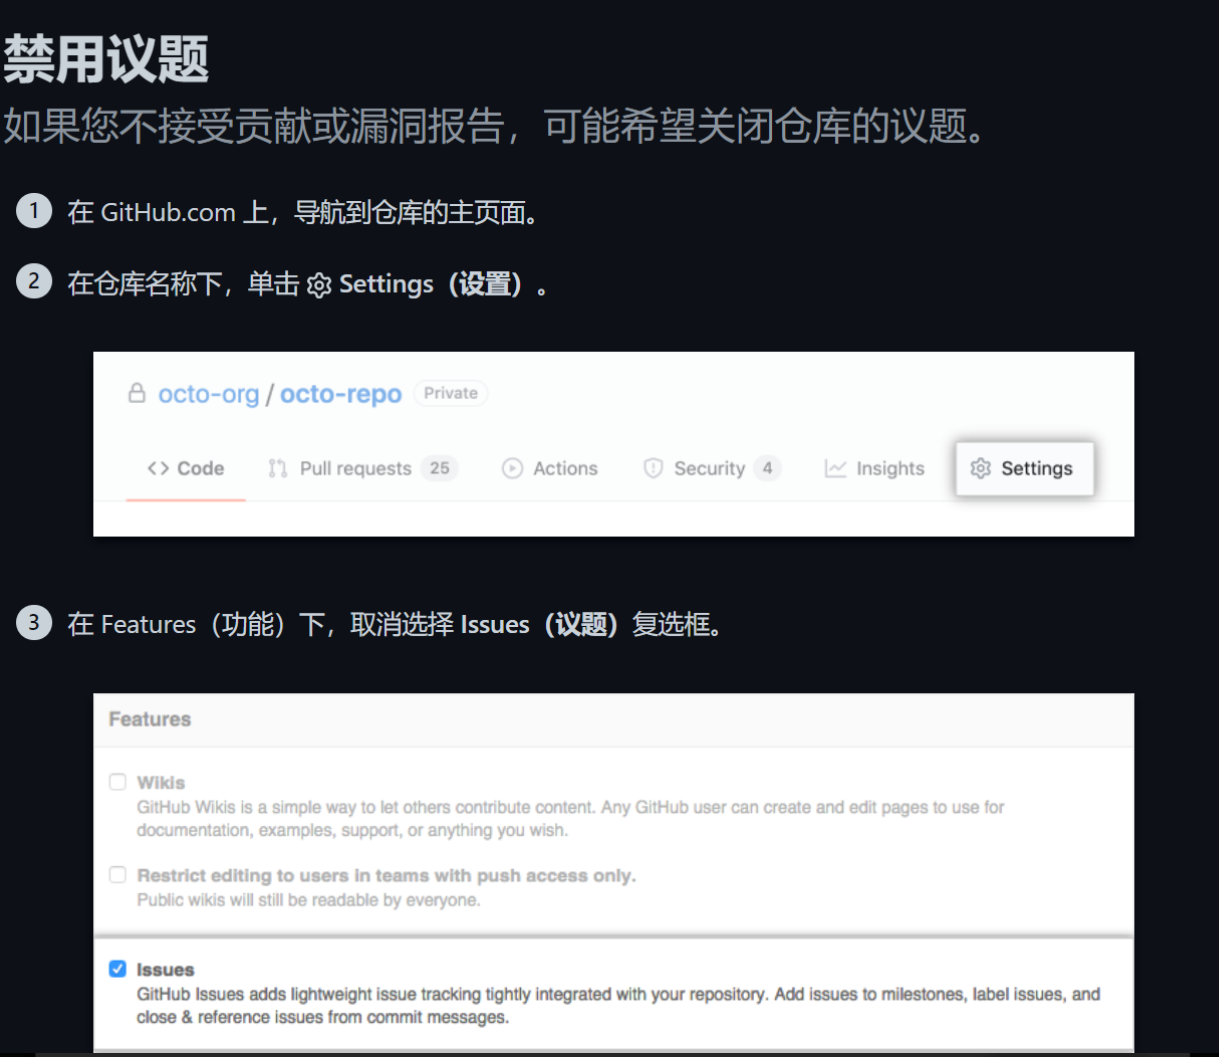 禁用议题
如果您不接受贡献或漏洞报告，可能希望关闭仓库的议题。
1 在 GitHub.com 上，导航到仓库的主页面。
2 在仓库名称下，单击 Settings（设置）。
octo-org / octo-repo Private
<> Code Pull requests 25 Actions Security 4 Insights Settings
3 在 Features（功能）下，取消选择 Issues（议题）复选框。
Features
Wikis
GitHub Wikis is a simple way to let others contribute content. Any GitHub user can create and edit pages to use for
documentation, examples, support, or anything you wish.
Restrict editing to users in teams with push access only.
Public wikis will still be readable by everyone.
Issues
GitHub Issues adds lightweight issue tracking tightly integrated with your repository. Add issues to milestones, label issues, and
close & reference issues from commit messages.